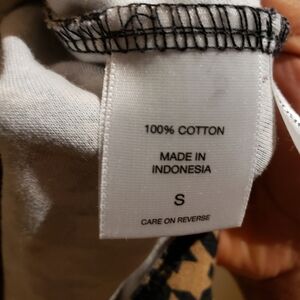 100% COTTON
MADE IN
INDONESIA
S
CARE ON REVERSE